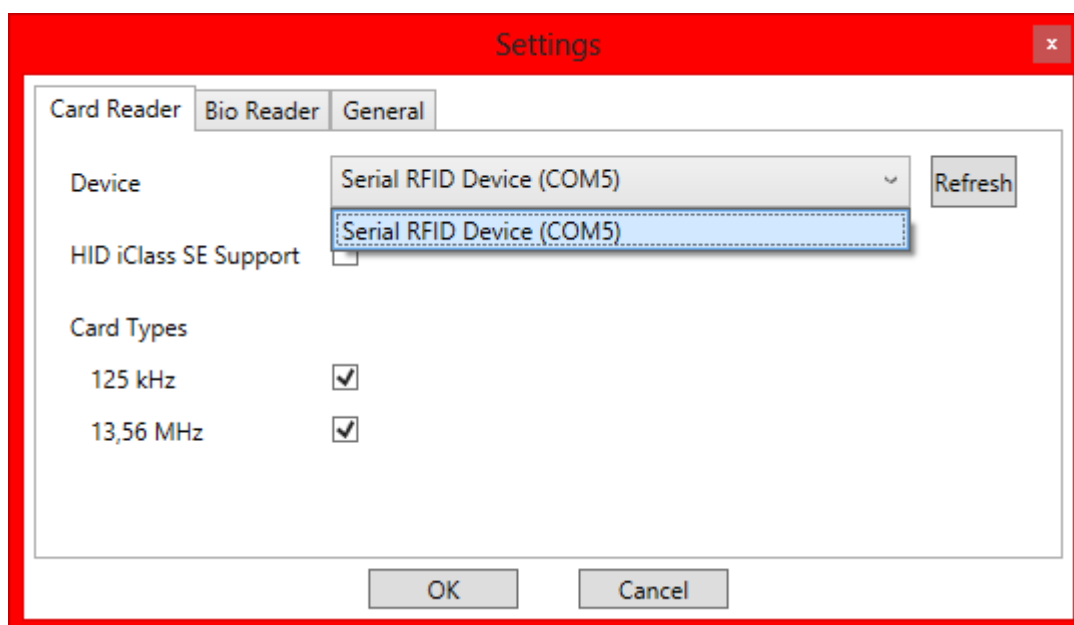 Settings
x
Card Reader Bio Reader General
Device Serial RFID Device (COM5) Refresh
Serial RFID Device (COM5)
HID iClass SE Support
Card Types
125 kHz
13,56 MHz
OK Cancel